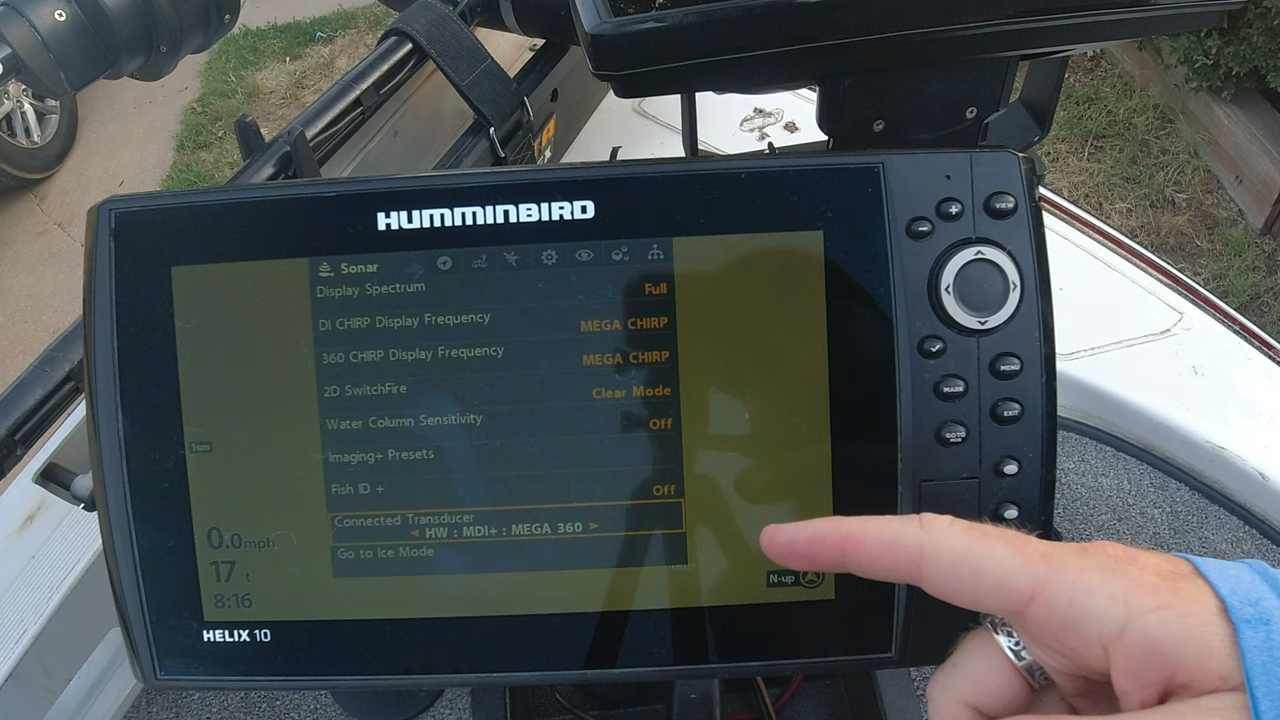 HUMMINBIRD
Sonar
Display Spectrum Full
DI CHIRP Display Frequency MEGA CHIRP
360 CHIRP Display Frequency MEGA CHIRP
2D SwitchFire Clear Mode
Water Column Sensitivity Off
Imaging+ Presets
Fish ID + Off
Connected Transducer
HW : MDI+ : MEGA 360
Go to Ice Mode
0.0mph
17
8:16
N-up
HELIX 10
+
-
VIEW
MENU
MARK
EXIT
GOTO